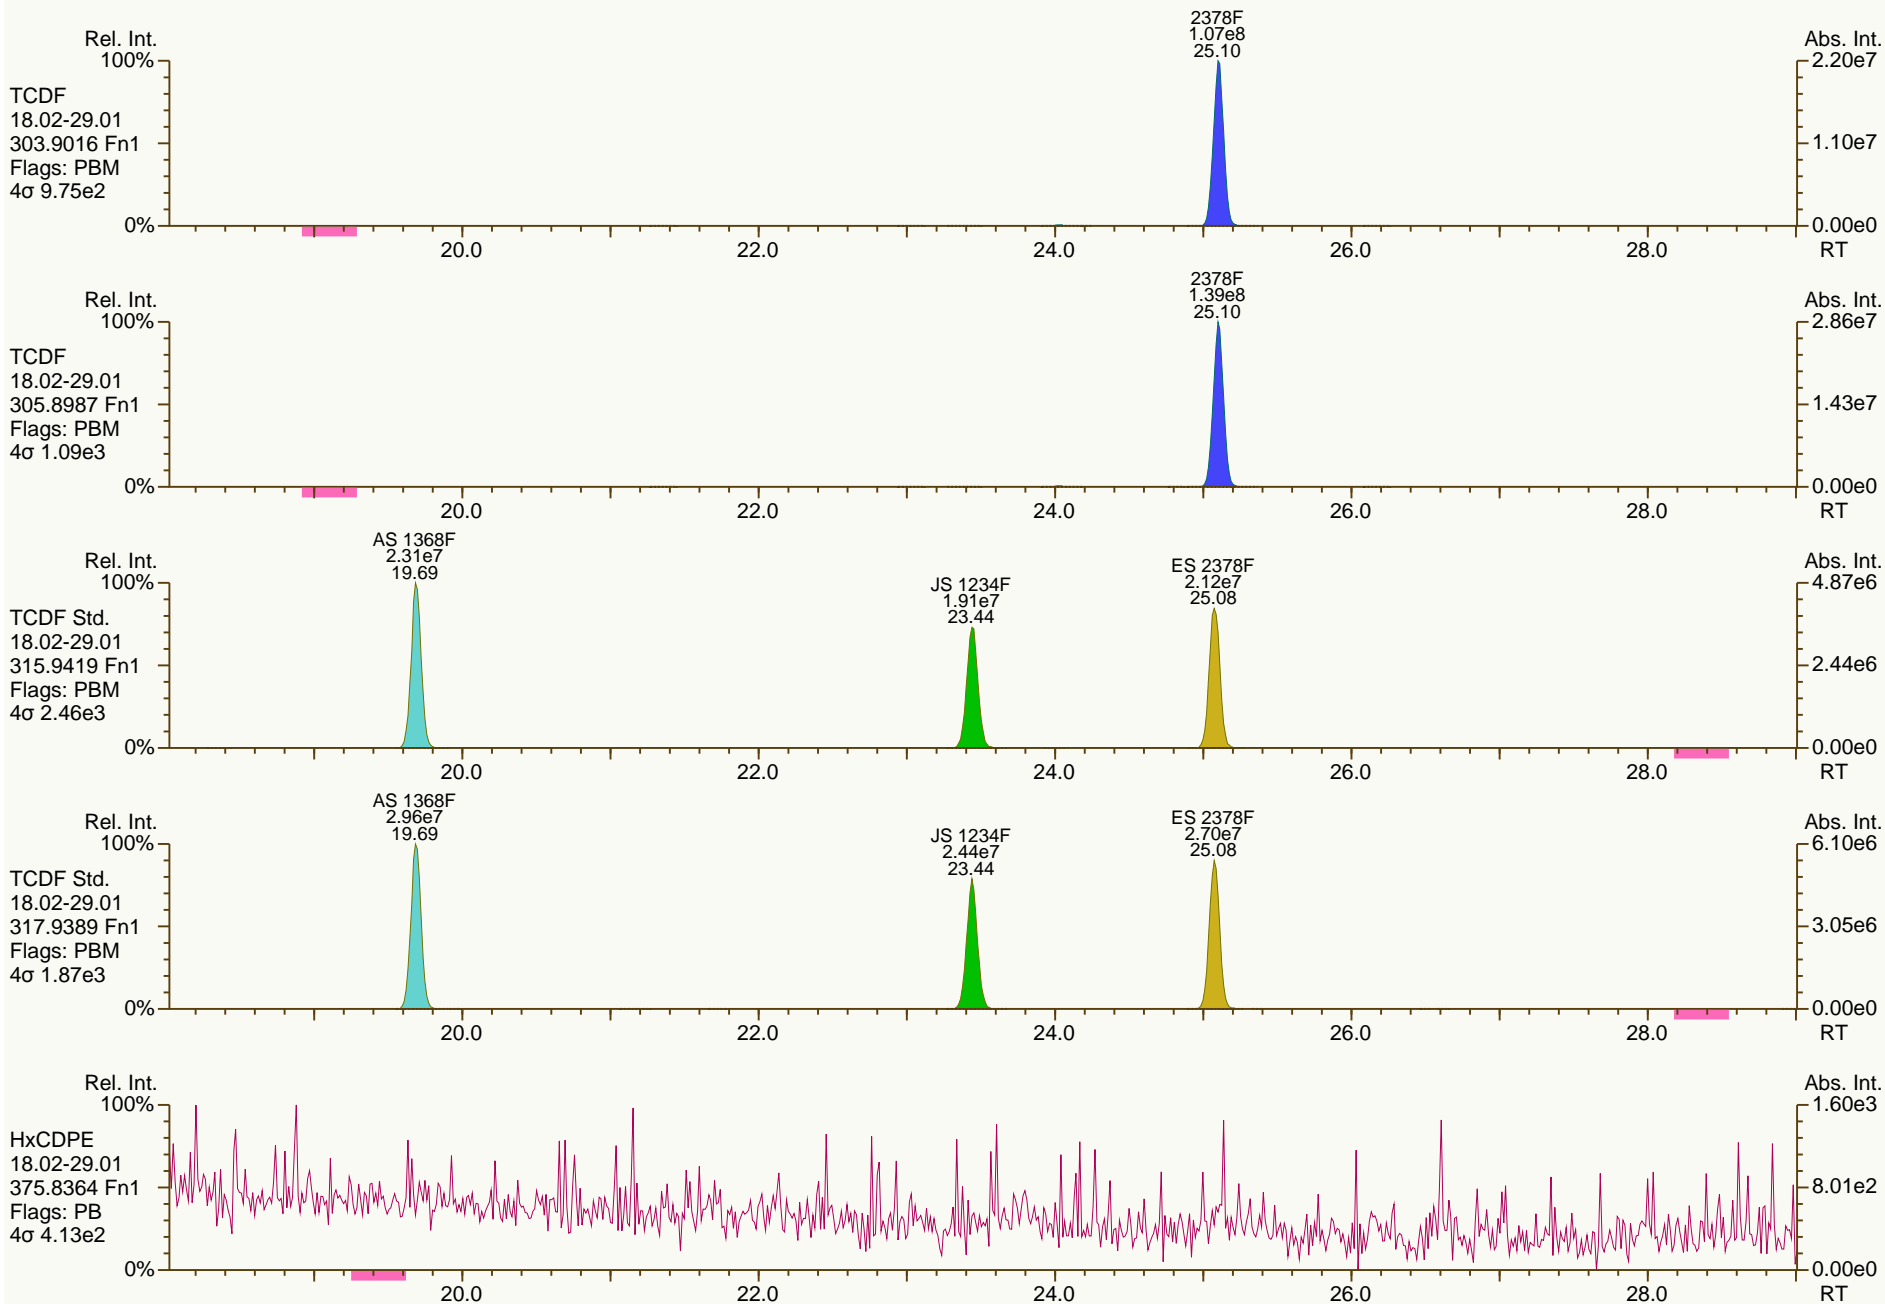 2378F
1.07e8
25.10
Rel. Int.
Abs. Int.
100%
2.20e7
TCDF
18.02-29.01
303.9016 Fn1
1.10e7
Flags: PBM
4σ 9.75e2
0%
0.00e0
20.0 22.0 24.0 26.0 28.0 RT
2378F
1.39e8
25.10
Rel. Int.
Abs. Int.
100%
2.86e7
TCDF
18.02-29.01
305.8987 Fn1
1.43e7
Flags: PBM
4σ 1.09e3
0%
0.00e0
20.0 22.0 24.0 26.0 28.0 RT
AS 1368F
2.31e7
19.69
JS 1234F
1.91e7
23.44
ES 2378F
2.12e7
25.08
Rel. Int.
Abs. Int.
100%
4.87e6
TCDF Std.
18.02-29.01
315.9419 Fn1
2.44e6
Flags: PBM
4σ 2.46e3
0%
0.00e0
20.0 22.0 24.0 26.0 28.0 RT
AS 1368F
2.96e7
19.69
JS 1234F
2.44e7
23.44
ES 2378F
2.70e7
25.08
Rel. Int.
Abs. Int.
100%
6.10e6
TCDF Std.
18.02-29.01
317.9389 Fn1
3.05e6
Flags: PBM
4σ 1.87e3
0%
0.00e0
20.0 22.0 24.0 26.0 28.0 RT
Rel. Int.
Abs. Int.
100%
1.60e3
HxCDPE
18.02-29.01
375.8364 Fn1
8.01e2
Flags: PB
4σ 4.13e2
0%
0.00e0
20.0 22.0 24.0 26.0 28.0 RT